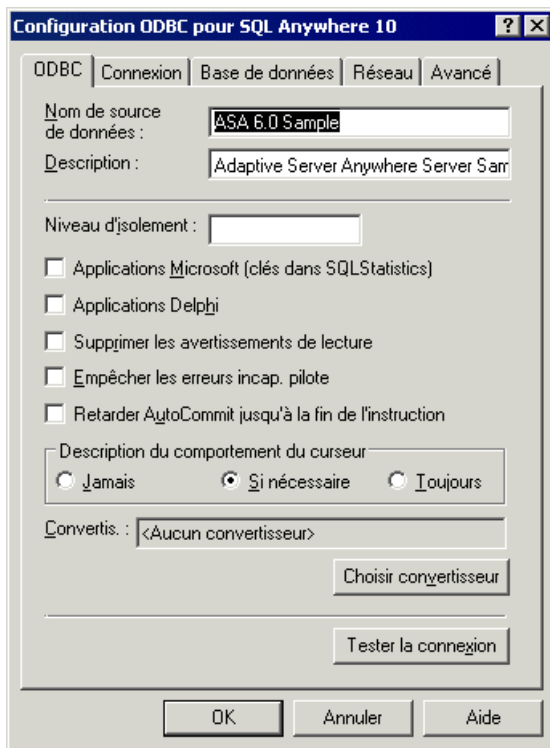 Configuration ODBC pour SQL Anywhere 10
ODBC Connexion Base de données Réseau Avancé
Nom de source
de données :
ASA 6.0 Sample
Description :
Adaptive Server Anywhere Server Sam
Niveau d'isolement :
Applications Microsoft (clés dans SQLStatistics)
Applications Delphi
Supprimer les avertissements de lecture
Empêcher les erreurs incap. pilote
Retarder AutoCommit jusqu'à la fin de l'instruction
Description du comportement du curseur
Jamais Si nécessaire Toujours
Convertis. : <Aucun convertisseur>
Choisir convertisseur
Tester la connexion
OK Annuler Aide